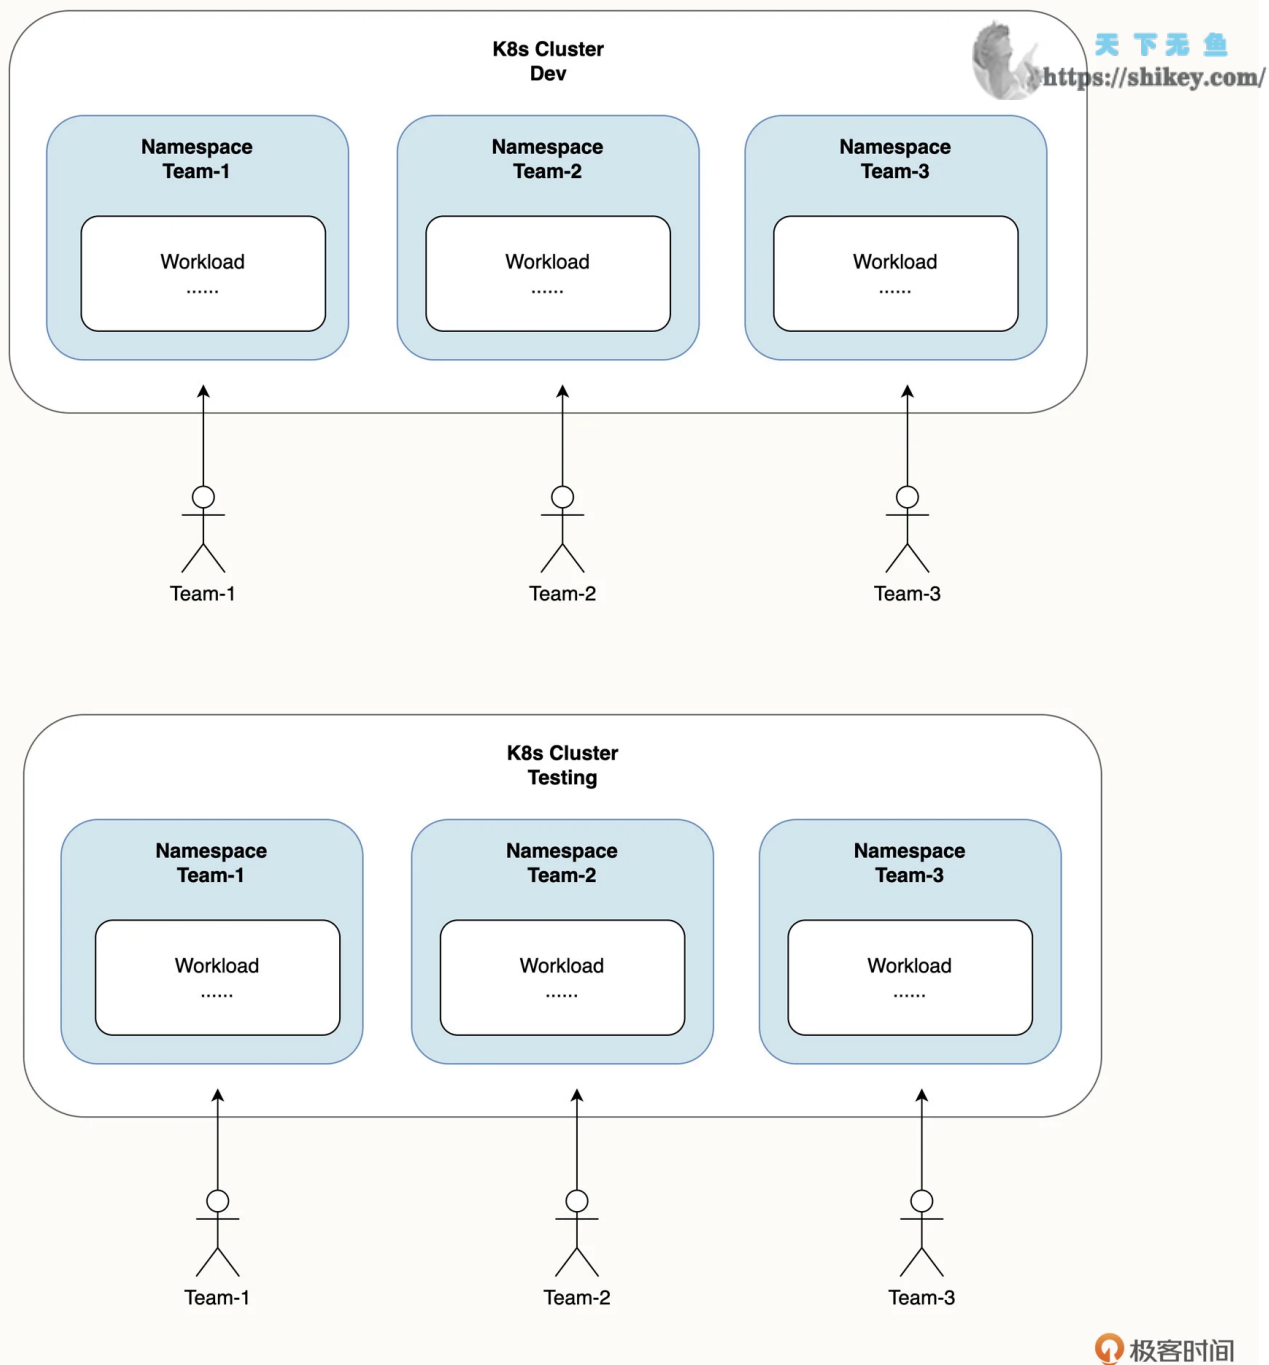 K8s Cluster
Dev
天下无鱼
https://shikey.com/
Namespace
Team-1
Namespace
Team-2
Namespace
Team-3
Workload
......
Workload
......
Workload
......
Team-1
Team-2
Team-3
K8s Cluster
Testing
Namespace
Team-1
Namespace
Team-2
Namespace
Team-3
Workload
......
Workload
......
Workload
......
Team-1
Team-2
Team-3
极客时间